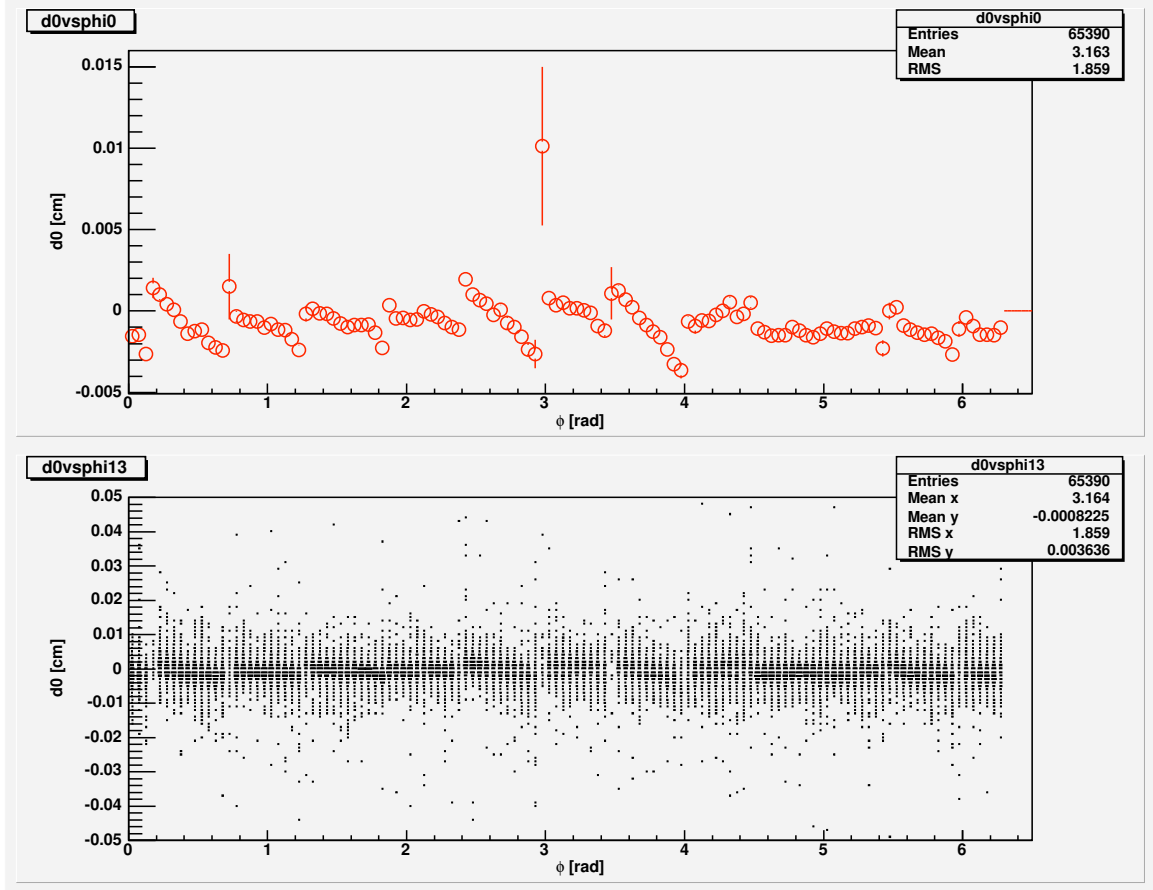 d0vsphi0
d0vsphi0
Entries 65390
Mean 3.163
RMS 1.859
0.015
0.01
0.005
0
-0.005
d0 [cm]
0 1 2 3 4 5 6
ϕ [rad]
d0vsphi13
d0vsphi13
Entries 65390
Mean x 3.164
Mean y -0.0008225
RMS x 1.859
RMS y 0.003636
0.05
0.04
0.03
0.02
0.01
0
-0.01
-0.02
-0.03
-0.04
-0.05
d0 [cm]
0 1 2 3 4 5 6
ϕ [rad]